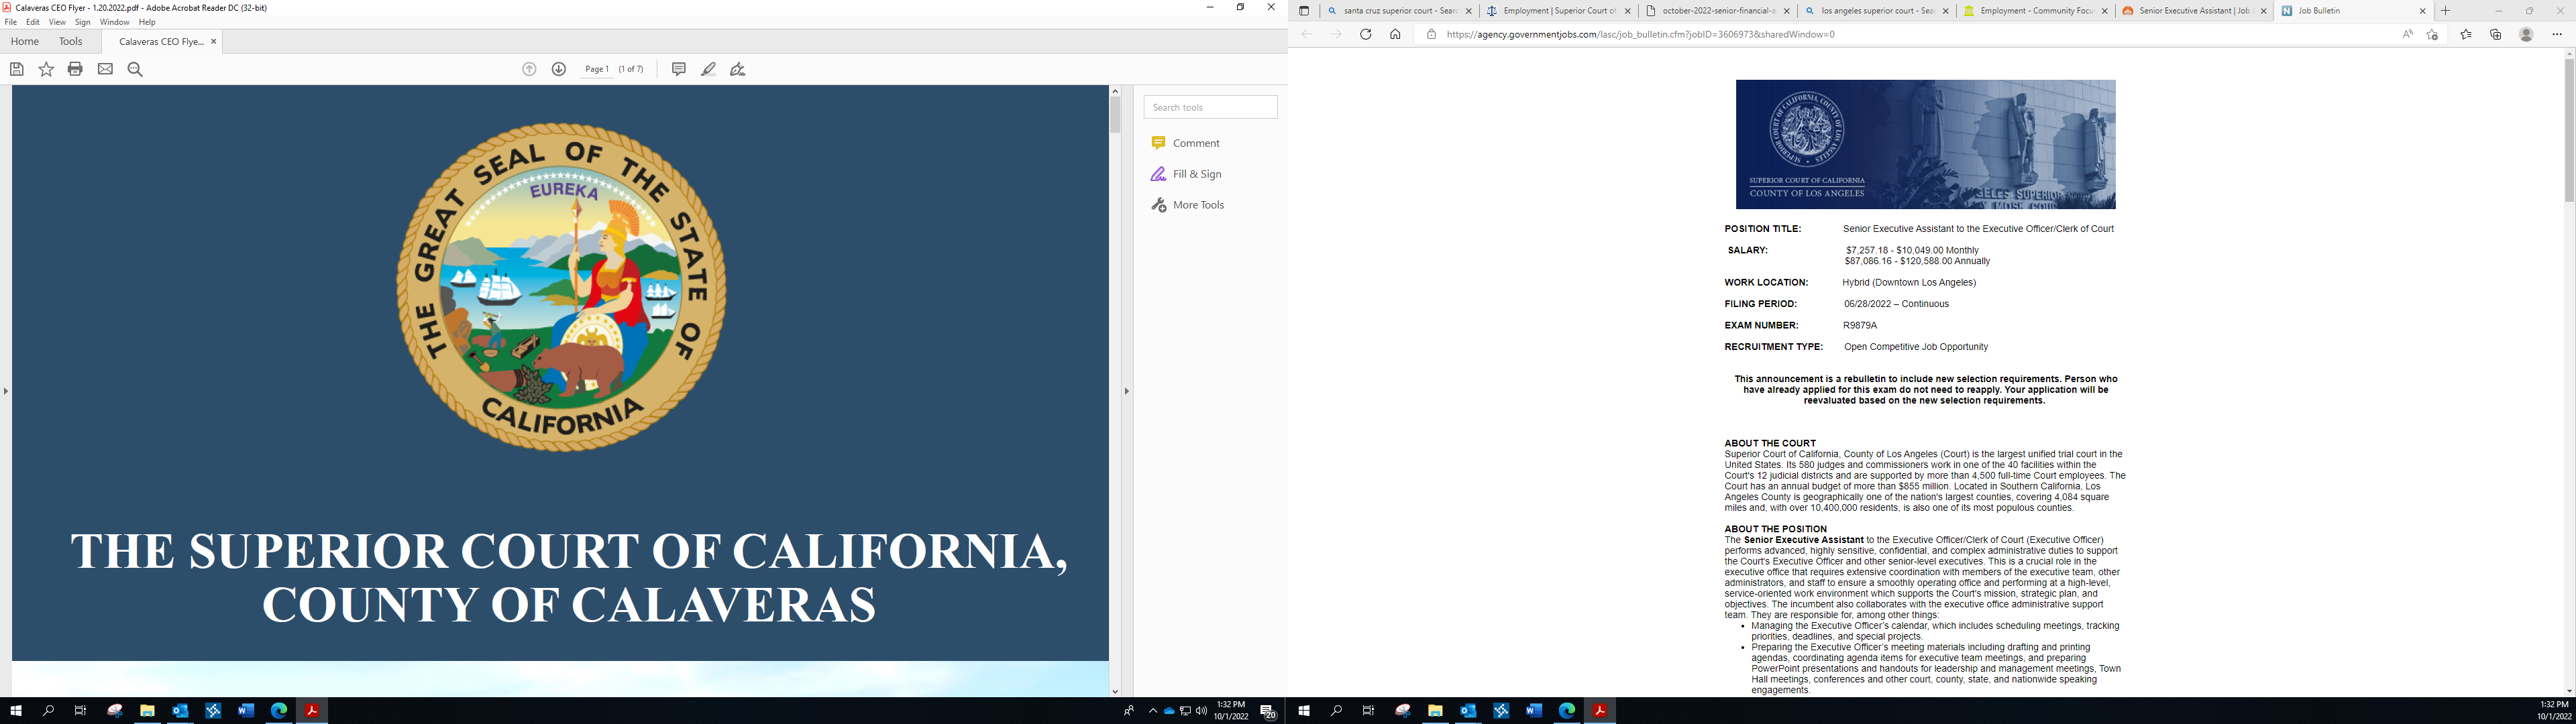 Calaveras CEO Flyer - 1.20.2022.pdf - Adobe Acrobat Reader DC (32-bit)
File Edit View Sign Window Help
Home Tools Calaveras CEO Flye... ×
Page 1 (1 of 7)
THE GREAT SEAL OF THE STATE OF CALIFORNIA
EUREKA
THE SUPERIOR COURT OF CALIFORNIA,
COUNTY OF CALAVERAS
Search tools
Comment
Fill & Sign
More Tools
1:32 PM
10/1/2022
20
santa cruz superior court - Sear
Employment | Superior Court of
october-2022-senior-financial-a
los angeles superior court - Sea
Employment - Community Focu
Senior Executive Assistant | Job
Job Bulletin
https://agency.governmentjobs.com/lasc/job_bulletin.cfm?jobID=3606973&sharedWindow=0
SUPERIOR COURT OF CALIFORNIA
COUNTY OF LOS ANGELES
POSITION TITLE: Senior Executive Assistant to the Executive Officer/Clerk of Court
SALARY: $7,257.18 - $10,049.00 Monthly
$87,086.16 - $120,588.00 Annually
WORK LOCATION: Hybrid (Downtown Los Angeles)
FILING PERIOD: 06/28/2022 – Continuous
EXAM NUMBER: R9879A
RECRUITMENT TYPE: Open Competitive Job Opportunity
This announcement is a rebulletin to include new selection requirements. Person who
have already applied for this exam do not need to reapply. Your application will be
reevaluated based on the new selection requirements.
ABOUT THE COURT
Superior Court of California, County of Los Angeles (Court) is the largest unified trial court in the
United States. Its 580 judges and commissioners work in one of the 40 facilities within the
Court's 12 judicial districts and are supported by more than 4,500 full-time Court employees. The
Court has an annual budget of more than $855 million. Located in Southern California, Los
Angeles County is geographically one of the nation's largest counties, covering 4,084 square
miles and, with over 10,400,000 residents, is also one of its most populous counties.
ABOUT THE POSITION
The Senior Executive Assistant to the Executive Officer/Clerk of Court (Executive Officer)
performs advanced, highly sensitive, confidential, and complex administrative duties to support
the Court's Executive Officer and other senior-level executives. This is a crucial role in the
executive office that requires extensive coordination with members of the executive team, other
administrators, and staff to ensure a smoothly operating office and performing at a high-level,
service-oriented work environment which supports the Court's mission, strategic plan, and
objectives. The incumbent also collaborates with the executive office administrative support
team. They are responsible for, among other things:
• Managing the Executive Officer's calendar, which includes scheduling meetings, tracking
priorities, deadlines, and special projects.
• Preparing the Executive Officer's meeting materials including drafting and printing
agendas, coordinating agenda items for executive team meetings, and preparing
PowerPoint presentations and handouts for leadership and management meetings, Town
Hall meetings, conferences and other court, county, state, and nationwide speaking
engagements.
1:32 PM
10/1/2022